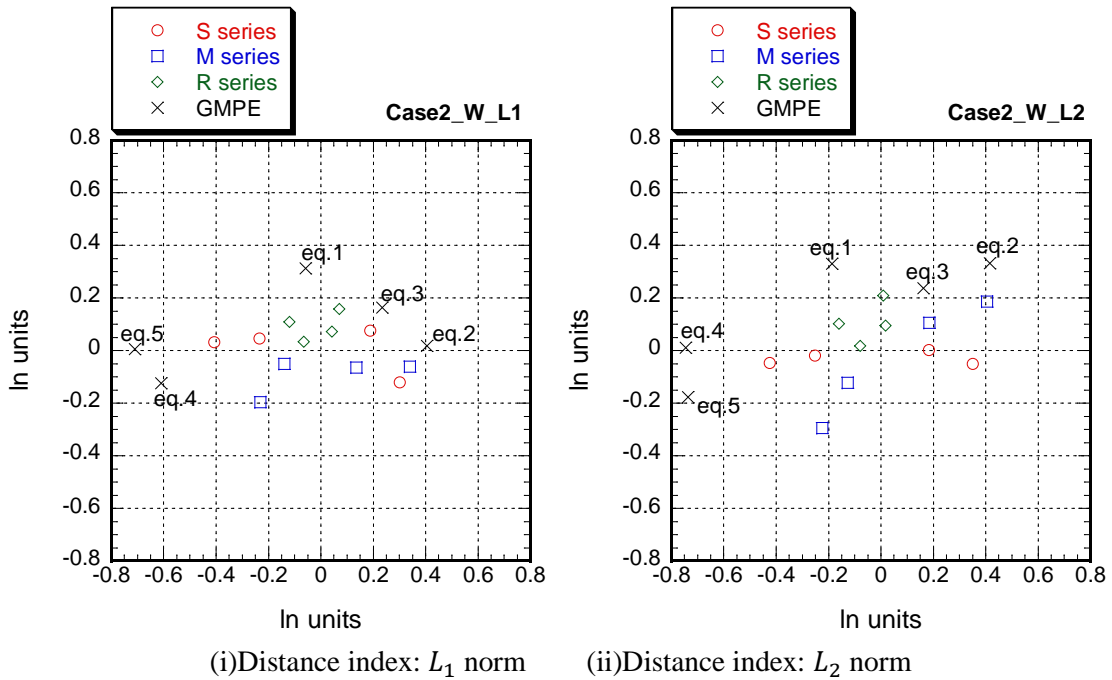 S series
M series
R series
GMPE
Case2_W_L1
0.8
0.6
0.4
0.2
0
-0.2
-0.4
-0.6
-0.8
ln units
eq.1
eq.3
eq.5
eq.2
eq.4
-0.8 -0.6 -0.4 -0.2 0 0.2 0.4 0.6 0.8
ln units
(i)Distance index: L₁ norm
S series
M series
R series
GMPE
Case2_W_L2
0.8
0.6
0.4
0.2
0
-0.2
-0.4
-0.6
-0.8
ln units
eq.1
eq.2
eq.3
eq.4
eq.5
-0.8 -0.6 -0.4 -0.2 0 0.2 0.4 0.6 0.8
ln units
(ii)Distance index: L₂ norm